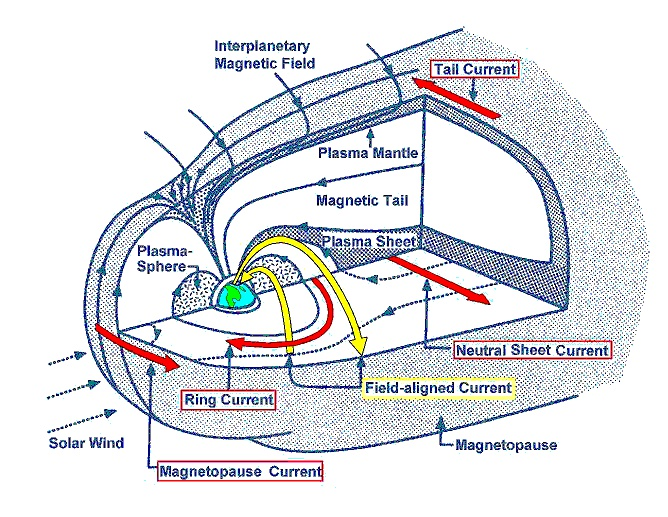 Interplanetary
Magnetic Field
Tail Current
Plasma Mantle
Magnetic Tail
Plasma Sheet
Plasma-
Sphere
Neutral Sheet Current
Field-aligned Current
Ring Current
Solar Wind
Magnetopause
Magnetopause Current